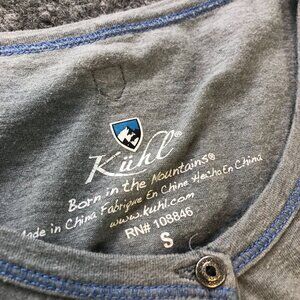 Kühl®
Born in the Mountains®
Made in China Fabriqué En Chine Hecho En China
www.kuhl.com
RN# 108846
S